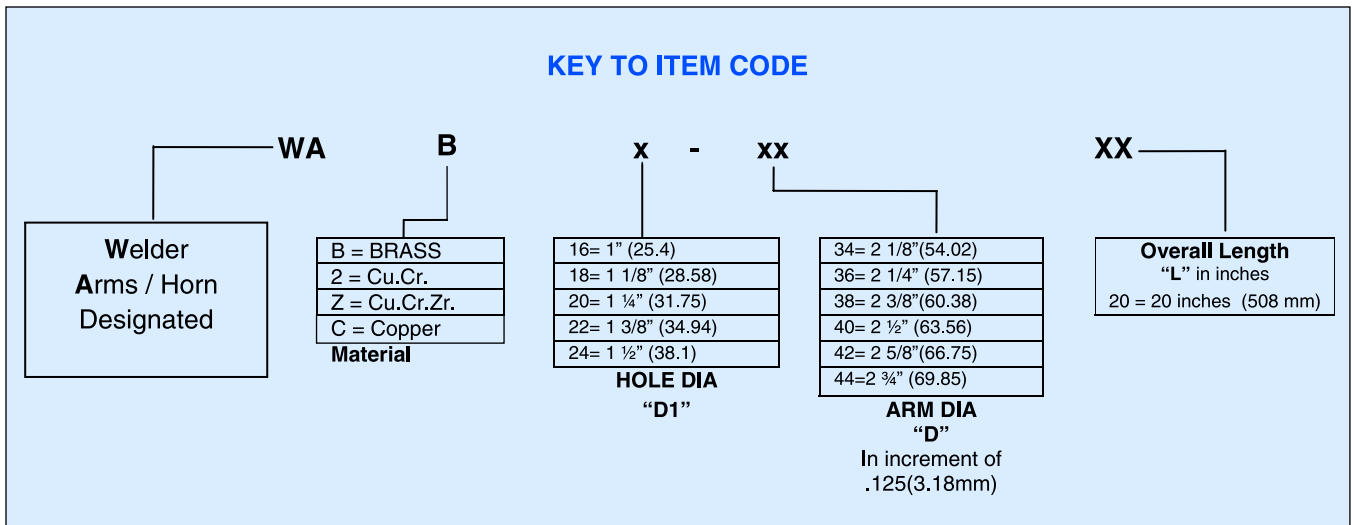 KEY TO ITEM CODE
WA B x - xx XX
Welder
Arms / Horn
Designated
B = BRASS
2 = Cu.Cr.
Z = Cu.Cr.Zr.
C = Copper
Material
16= 1” (25.4)
18= 1 1/8” (28.58)
20= 1 ¼” (31.75)
22= 1 3/8” (34.94)
24= 1 ½” (38.1)
HOLE DIA
“D1”
34= 2 1/8”(54.02)
36= 2 1/4” (57.15)
38= 2 3/8”(60.38)
40= 2 ½” (63.56)
42= 2 5/8”(66.75)
44=2 ¾” (69.85)
ARM DIA
“D”
In increment of
.125(3.18mm)
Overall Length
“L” in inches
20 = 20 inches (508 mm)